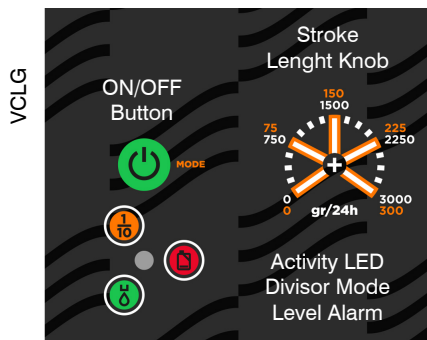 VCLG
ON/OFF
Button
MODE
1
10
Stroke
Lenght Knob
150
1500
75
750
225
2250
0
0
gr/24h
3000
300
Activity LED
Divisor Mode
Level Alarm